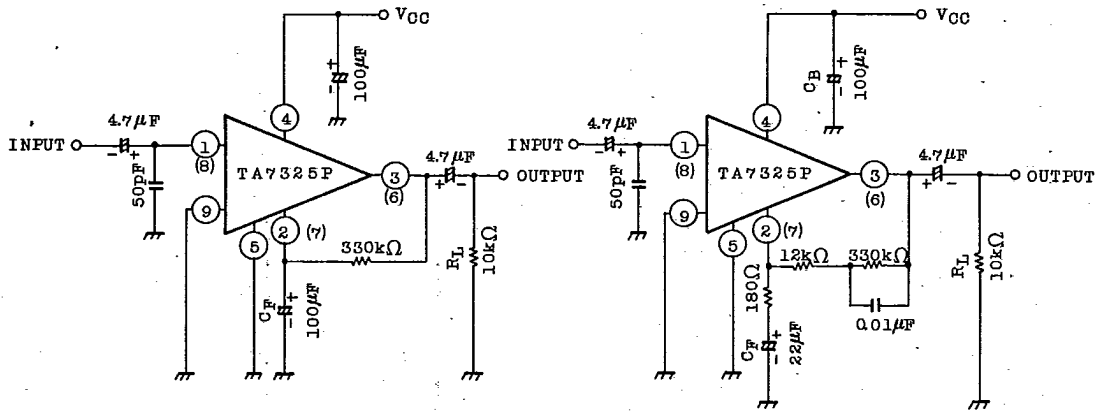 VCC
100µF
4
INPUT
4.7µF
50pF
1
(8)
TA7325P
9
5
2
(7)
3
(6)
4.7µF
OUTPUT
330kΩ
RL
10kΩ
CF
100µF
VCC
CB
100µF
4
INPUT
4.7µF
50pF
1
(8)
TA7325P
9
5
2
(7)
3
(6)
4.7µF
OUTPUT
12kΩ
330kΩ
0.01µF
180Ω
CF
22µF
RL
10kΩ